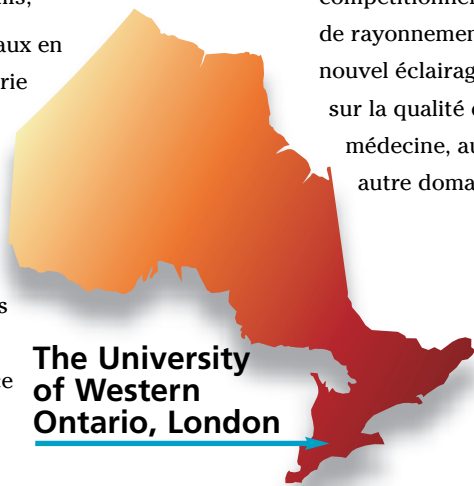 aux en
rie
de rayonnemen
nouvel éclairag
sur la qualité
médecine, au
autre doma
s
The University
of Western
Ontario, London